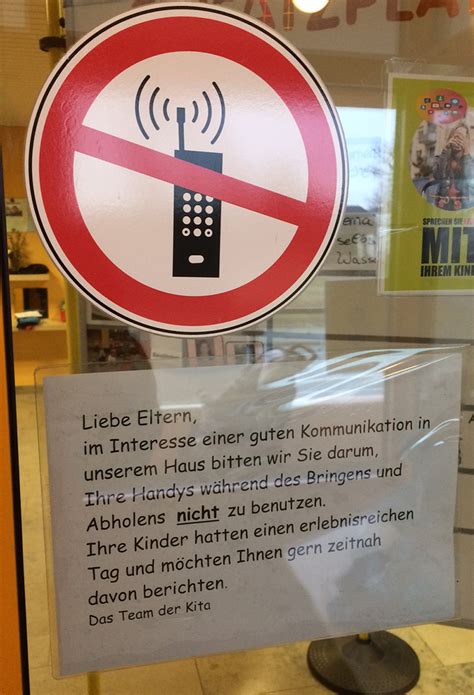 Liebe Eltern,
im Interesse einer guten Kommunikation in
unserem Haus bitten wir Sie darum,
Ihre Handys während des Bringens und
Abholens nicht zu benutzen.
Ihre Kinder hatten einen erlebnisreichen
Tag und möchten Ihnen gern zeitnah
davon berichten.
Das Team der Kita
SPRECHEN SIE
MIT
IHREM KIND